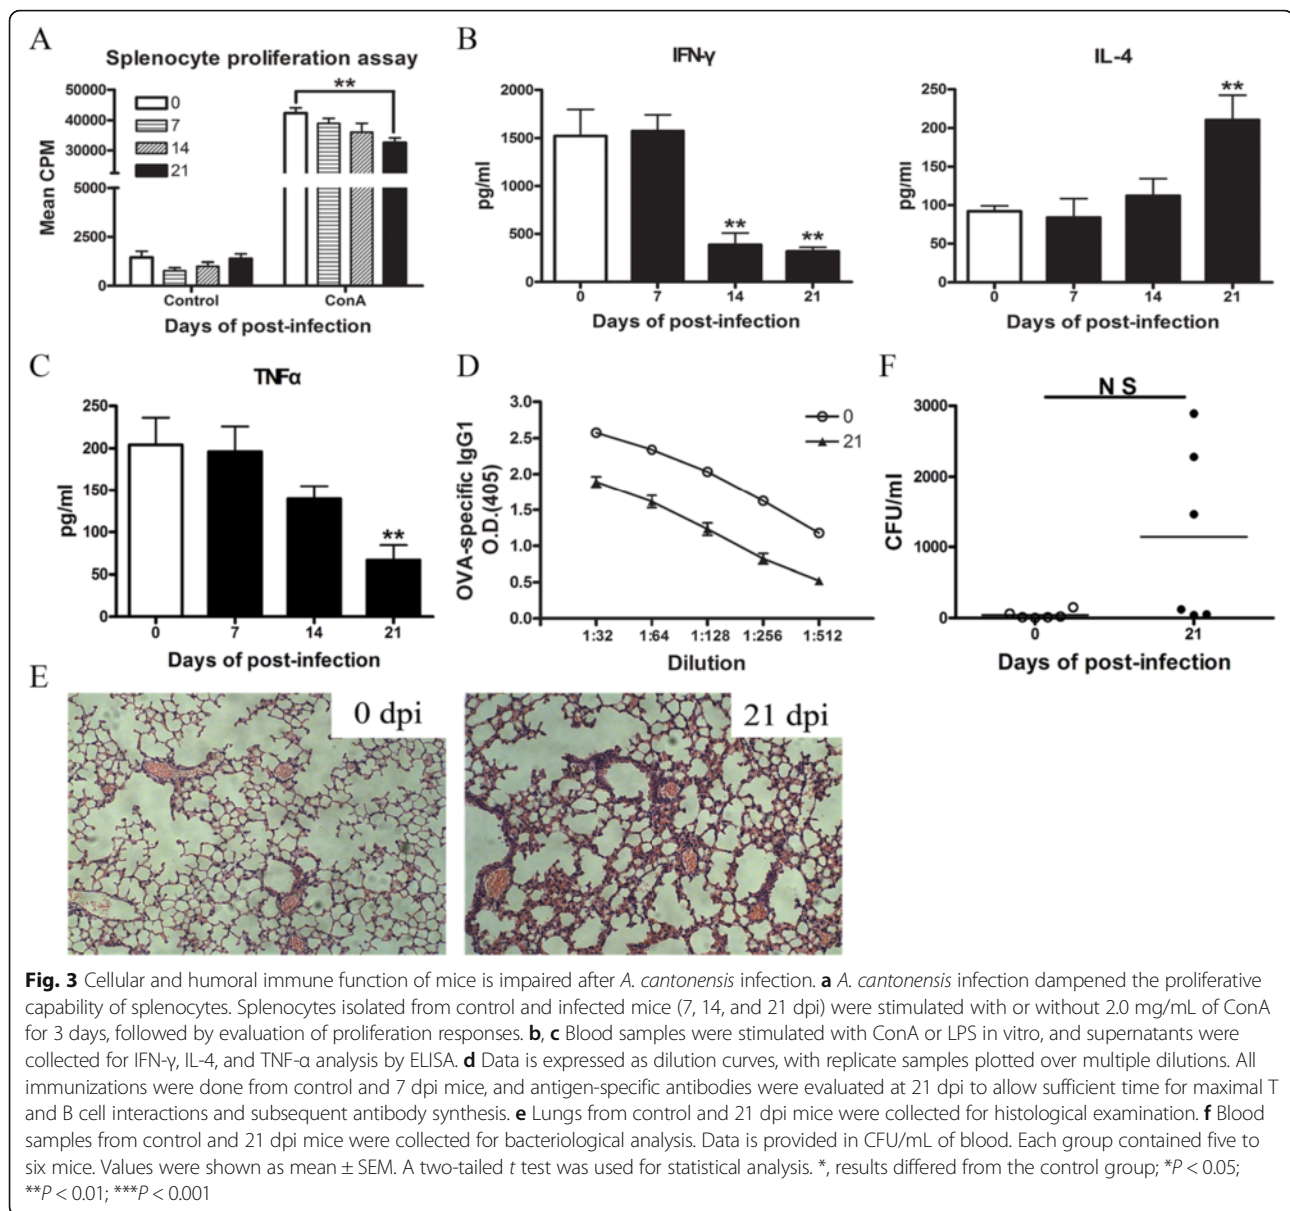 A
Splenocyte proliferation assay
**
50000
40000
30000
20000
5000
2500
0
Mean CPM
0
7
14
21
Control
ConA
Days of post-infection
B
IFN-γ
2000
1500
1000
500
0
pg/ml
**
**
0
7
14
21
Days of post-infection
IL-4
250
200
150
100
50
0
pg/ml
**
0
7
14
21
Days of post-infection
C
TNFα
250
200
150
100
50
0
pg/ml
**
0
7
14
21
Days of post-infection
D
3.0
2.5
2.0
1.5
1.0
0.5
0.0
OVA-specific IgG1
O.D.(405)
0
21
1:32
1:64
1:128
1:256
1:512
Dilution
F
N S
3000
2000
1000
0
CFU/ml
0
21
Days of post-infection
E
0 dpi
21 dpi
Fig. 3 Cellular and humoral immune function of mice is impaired after A. cantonensis infection. a A. cantonensis infection dampened the proliferative
capability of splenocytes. Splenocytes isolated from control and infected mice (7, 14, and 21 dpi) were stimulated with or without 2.0 mg/mL of ConA
for 3 days, followed by evaluation of proliferation responses. b, c Blood samples were stimulated with ConA or LPS in vitro, and supernatants were
collected for IFN-γ, IL-4, and TNF-α analysis by ELISA. d Data is expressed as dilution curves, with replicate samples plotted over multiple dilutions. All
immunizations were done from control and 7 dpi mice, and antigen-specific antibodies were evaluated at 21 dpi to allow sufficient time for maximal T
and B cell interactions and subsequent antibody synthesis. e Lungs from control and 21 dpi mice were collected for histological examination. f Blood
samples from control and 21 dpi mice were collected for bacteriological analysis. Data is provided in CFU/mL of blood. Each group contained five to
six mice. Values were shown as mean ± SEM. A two-tailed t test was used for statistical analysis. *, results differed from the control group; *P < 0.05;
**P < 0.01; ***P < 0.001